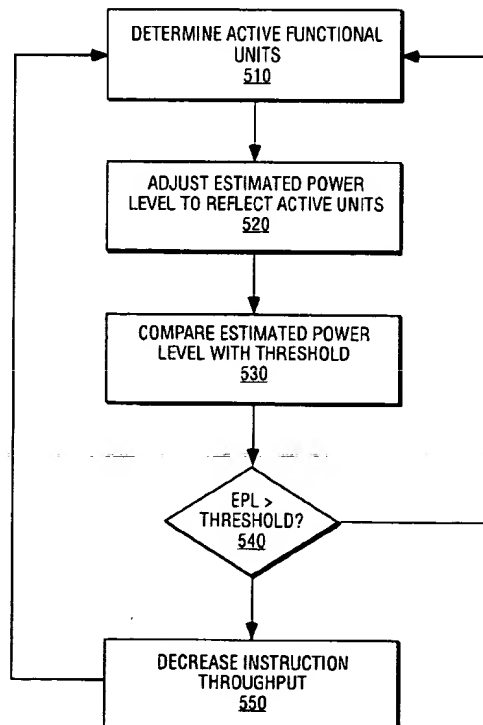 DETERMINE ACTIVE FUNCTIONAL
UNITS
510
ADJUST ESTIMATED POWER
LEVEL TO REFLECT ACTIVE UNITS
520
COMPARE ESTIMATED POWER
LEVEL WITH THRESHOLD
530
EPL >
THRESHOLD?
540
DECREASE INSTRUCTION
THROUGHPUT
550